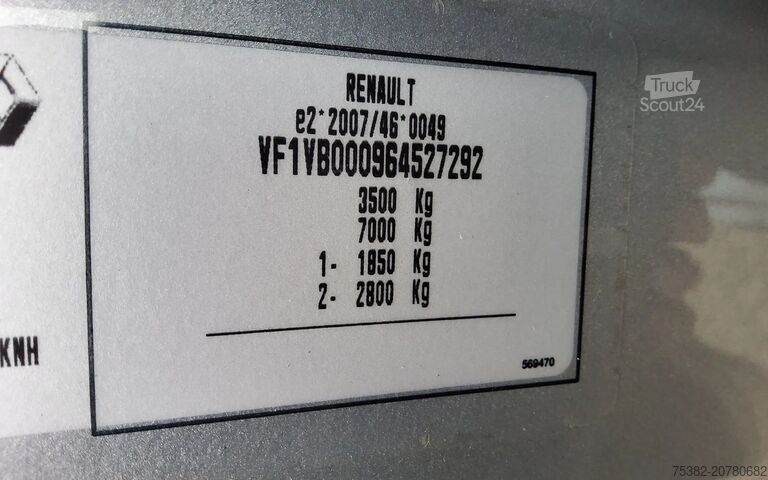 RENAULT
e2*2007/46*0049
VF1VB000964527292
3500 Kg
7000 Kg
1- 1850 Kg
2- 2800 Kg
KNH
569470
Truck
Scout24
75382-20780682